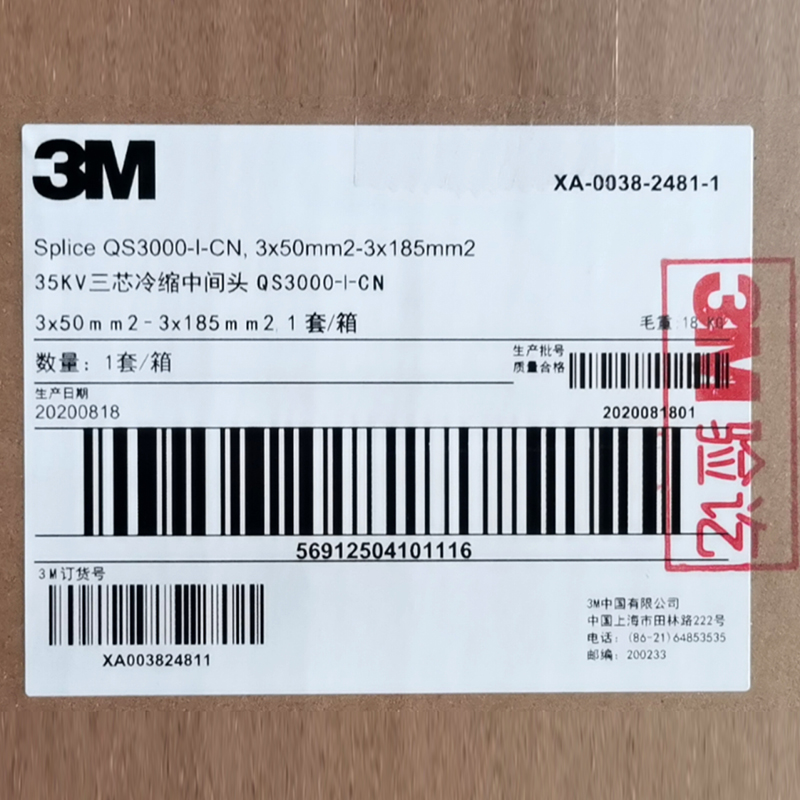 3M
XA-0038-2481-1
Splice QS3000-I-CN, 3x50mm2-3x185mm2
35KV三芯冷缩中间头 QS3000-I-CN
3x50mm2-3x185mm2, 1 套/箱
毛重:18 KG
数量: 1套/箱
生产批号
质量合格
2020081801
生产日期
20200818
56912504101116
3M订货号
XA003824811
3M中国有限公司
中国上海市田林路222号
电话: (86-21)64853535
邮编: 200233
3M验讫